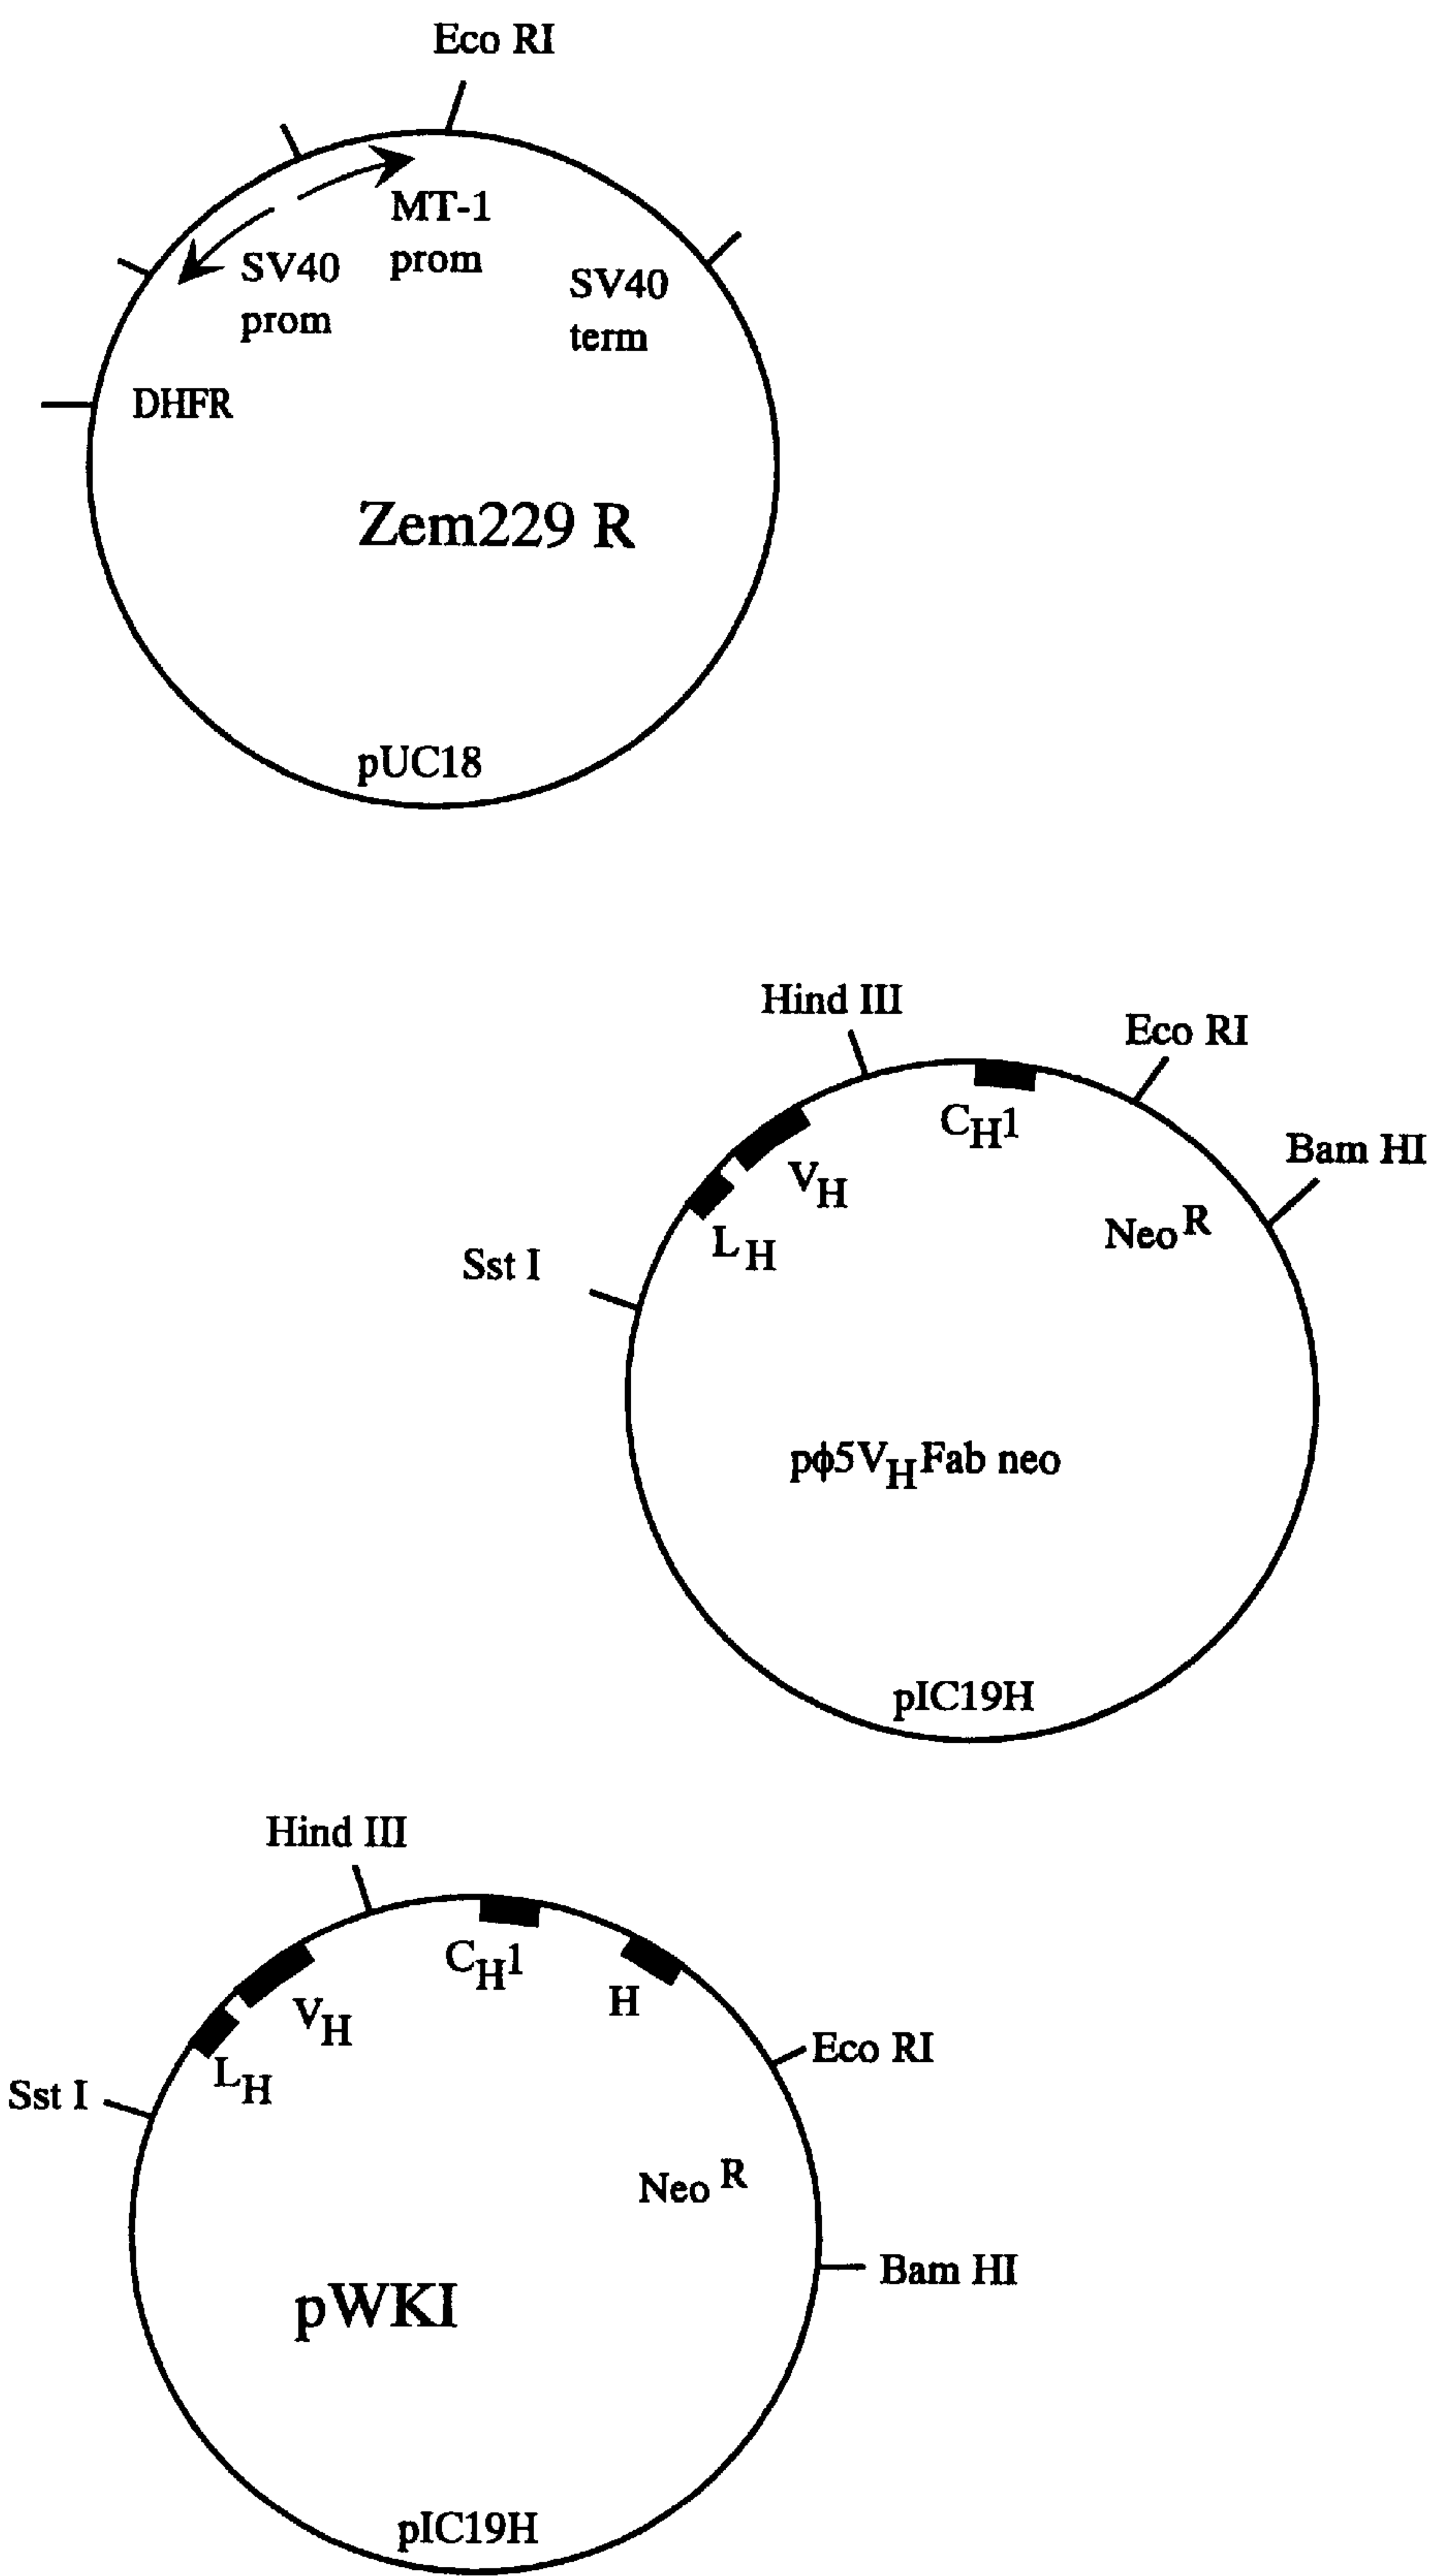 Eco RI
MT-1
prom
SV40
prom
SV40
term
DHFR
Zem229 R
pUC18
Hind III
Eco RI
CH1
Bam HI
VH
NeoR
LH
Sst I
pϕ5VHFab neo
pIC19H
Hind III
CH1
H
VH
Eco RI
LH
Sst I
NeoR
Bam HI
pWKI
pIC19H